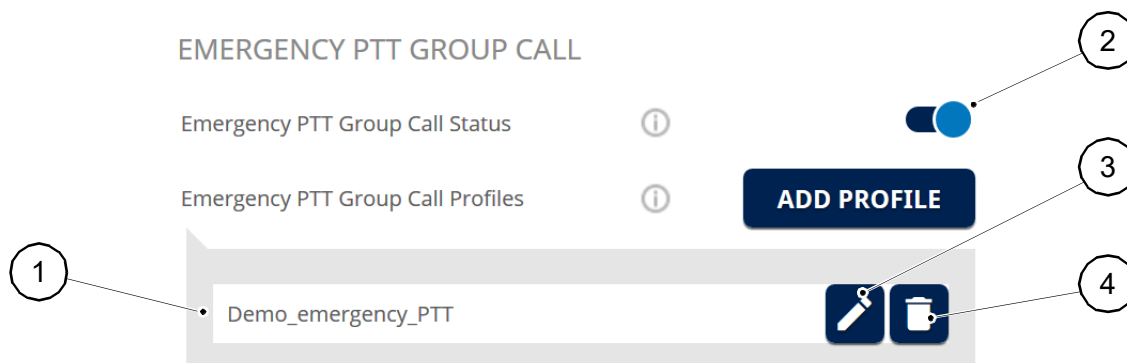 EMERGENCY PTT GROUP CALL
2
Emergency PTT Group Call Status
3
Emergency PTT Group Call Profiles
ADD PROFILE
1
Demo_emergency_PTT
4